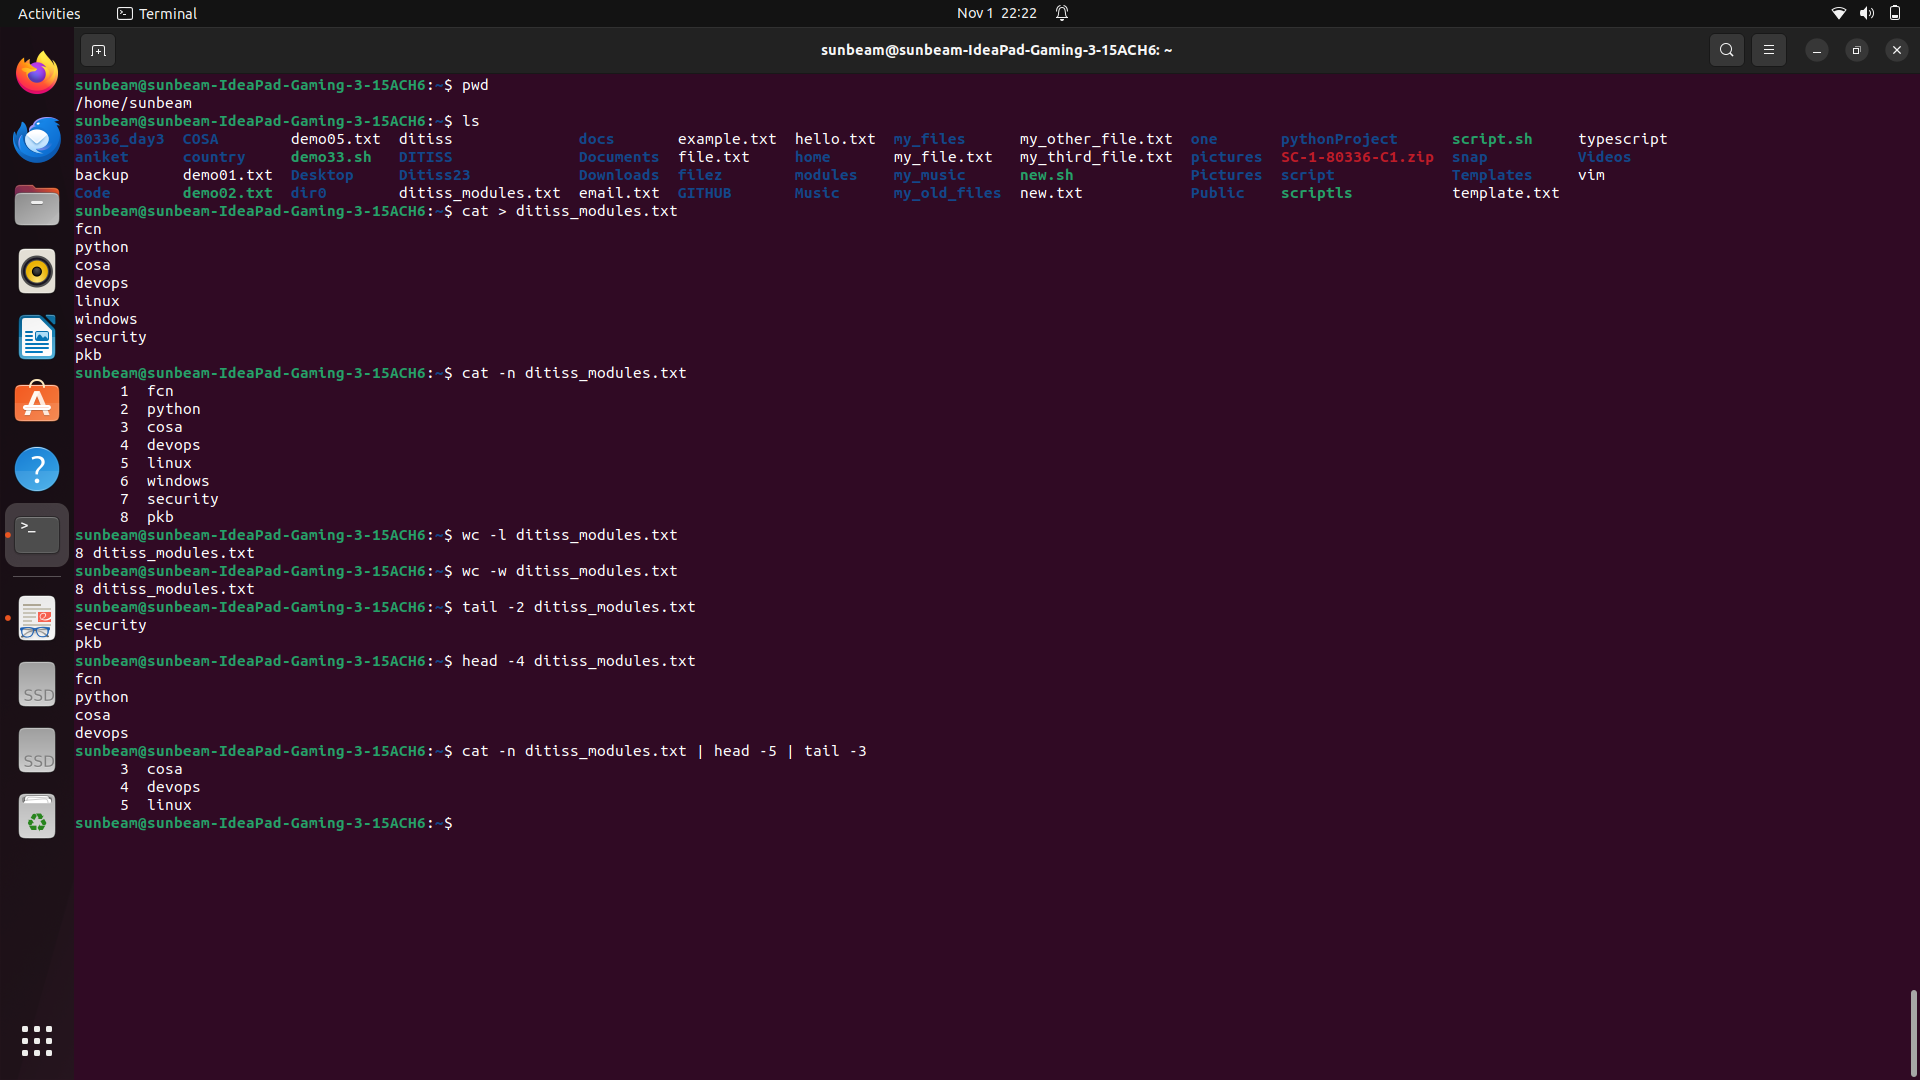 Activities Terminal Nov 1 22:22
sunbeam@sunbeam-IdeaPad-Gaming-3-15ACH6: ~
sunbeam@sunbeam-IdeaPad-Gaming-3-15ACH6:~$ pwd
/home/sunbeam
sunbeam@sunbeam-IdeaPad-Gaming-3-15ACH6:~$ ls
80336_day3 COSA demo05.txt ditiss docs example.txt hello.txt my_files my_other_file.txt one pythonProject script.sh typescript
aniket country demo33.sh DITISS Documents file.txt home my_file.txt my_third_file.txt pictures SC-1-80336-C1.zip snap Videos
backup demo01.txt Desktop Ditiss23 Downloads filez modules my_music new.sh Pictures script Templates vim
Code demo02.txt dir0 ditiss_modules.txt email.txt GITHUB Music my_old_files new.txt Public scriptls template.txt
sunbeam@sunbeam-IdeaPad-Gaming-3-15ACH6:~$ cat > ditiss_modules.txt
fcn
python
cosa
devops
linux
windows
security
pkb
sunbeam@sunbeam-IdeaPad-Gaming-3-15ACH6:~$ cat -n ditiss_modules.txt
1 fcn
2 python
3 cosa
4 devops
5 linux
6 windows
7 security
8 pkb
sunbeam@sunbeam-IdeaPad-Gaming-3-15ACH6:~$ wc -l ditiss_modules.txt
8 ditiss_modules.txt
sunbeam@sunbeam-IdeaPad-Gaming-3-15ACH6:~$ wc -w ditiss_modules.txt
8 ditiss_modules.txt
sunbeam@sunbeam-IdeaPad-Gaming-3-15ACH6:~$ tail -2 ditiss_modules.txt
security
pkb
sunbeam@sunbeam-IdeaPad-Gaming-3-15ACH6:~$ head -4 ditiss_modules.txt
fcn
python
cosa
devops
sunbeam@sunbeam-IdeaPad-Gaming-3-15ACH6:~$ cat -n ditiss_modules.txt | head -5 | tail -3
3 cosa
4 devops
5 linux
sunbeam@sunbeam-IdeaPad-Gaming-3-15ACH6:~$
SSD
SSD